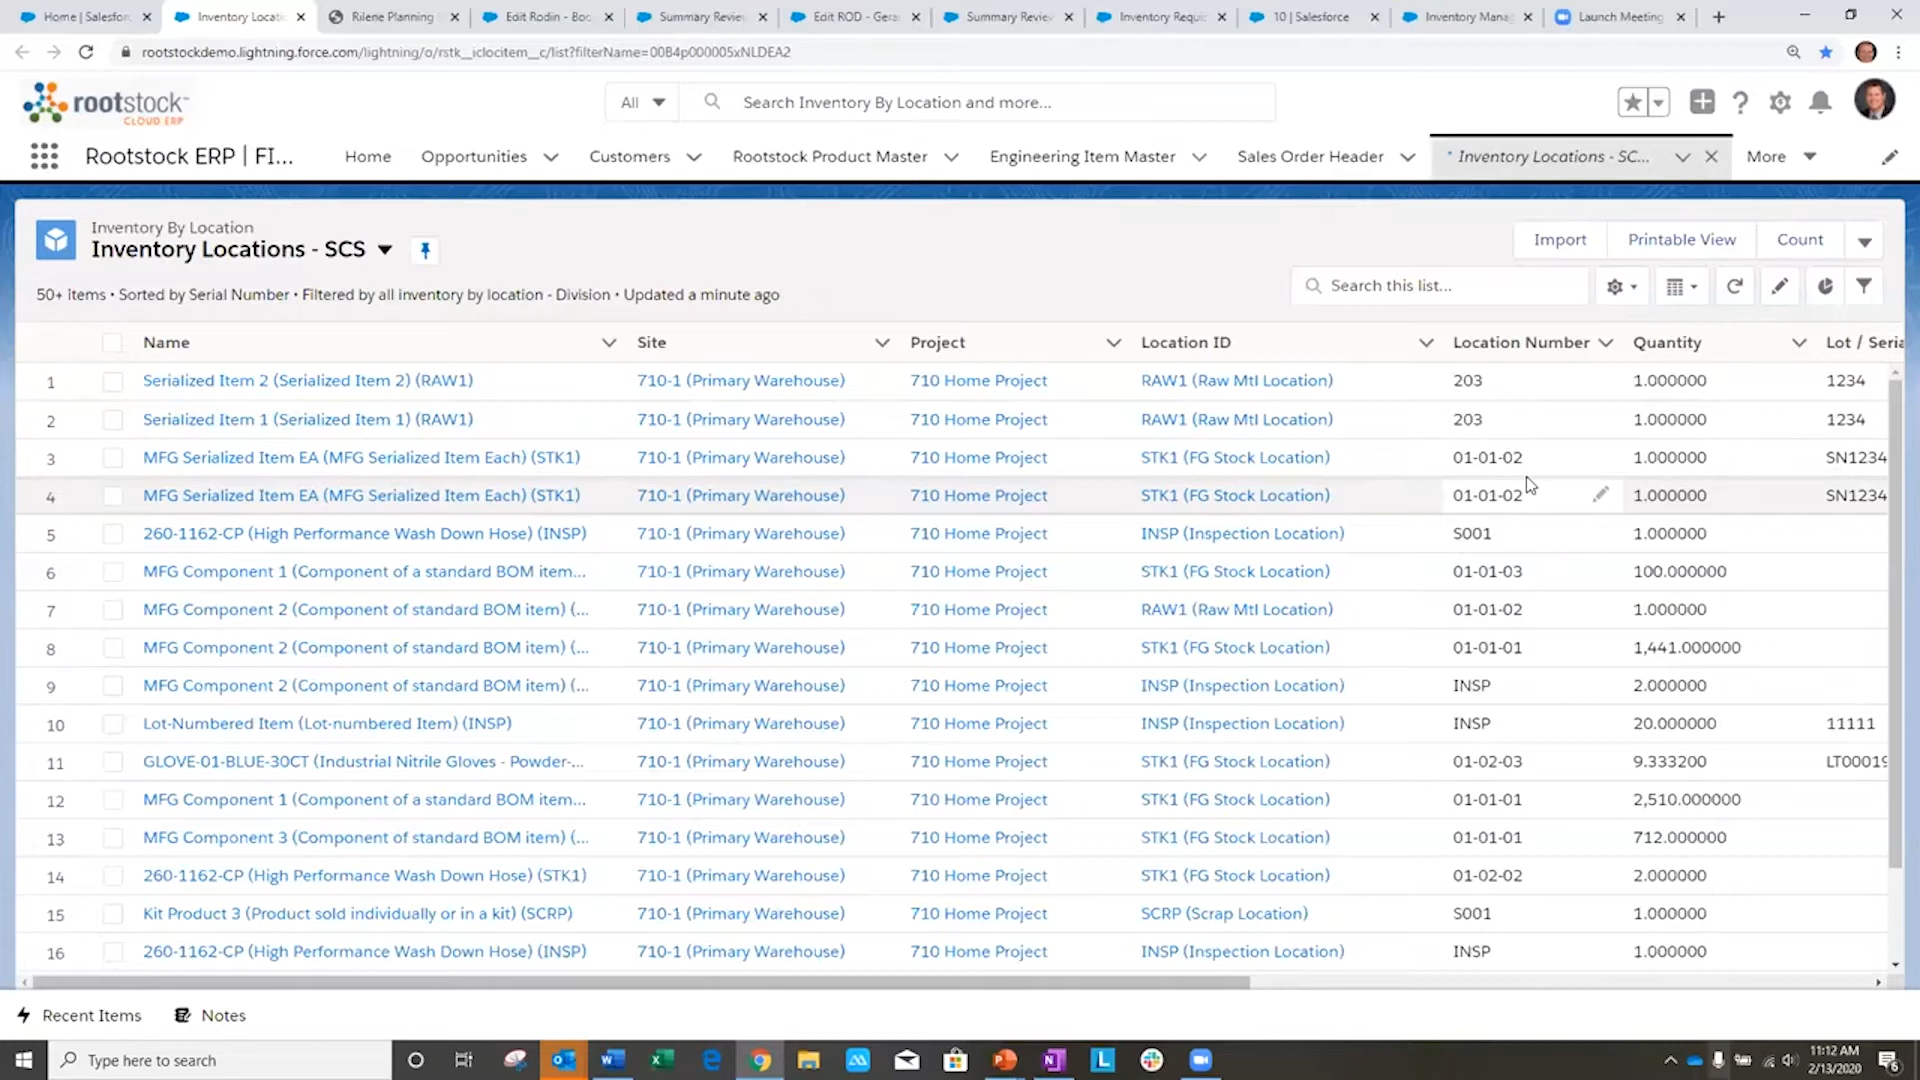 Home | Salesfor
Inventory Locati
Rilene Planning
Edit Rodin - Boo
Summary Review
Edit ROD - Gera
Summary Review
Inventory Requi
10 | Salesforce
Inventory Mana
Launch Meeting
rootstockdemo.lightning.force.com/lightning/o/rstk__iclocitem__c/list?filterName=00B4p000005xNLDEA2
rootstock
CLOUD ERP
All
Search Inventory By Location and more...
Rootstock ERP | FI...
Home
Opportunities
Customers
Rootstock Product Master
Engineering Item Master
Sales Order Header
* Inventory Locations - SC...
More
Inventory By Location
Inventory Locations - SCS
Import
Printable View
Count
50+ items • Sorted by Serial Number • Filtered by all inventory by location - Division • Updated a minute ago
Search this list...
Name Site Project Location ID Location Number Quantity Lot / Seria
1 Serialized Item 2 (Serialized Item 2) (RAW1) 710-1 (Primary Warehouse) 710 Home Project RAW1 (Raw Mtl Location) 203 1.000000 1234
2 Serialized Item 1 (Serialized Item 1) (RAW1) 710-1 (Primary Warehouse) 710 Home Project RAW1 (Raw Mtl Location) 203 1.000000 1234
3 MFG Serialized Item EA (MFG Serialized Item Each) (STK1) 710-1 (Primary Warehouse) 710 Home Project STK1 (FG Stock Location) 01-01-02 1.000000 SN1234
4 MFG Serialized Item EA (MFG Serialized Item Each) (STK1) 710-1 (Primary Warehouse) 710 Home Project STK1 (FG Stock Location) 01-01-02 1.000000 SN1234
5 260-1162-CP (High Performance Wash Down Hose) (INSP) 710-1 (Primary Warehouse) 710 Home Project INSP (Inspection Location) S001 1.000000
6 MFG Component 1 (Component of a standard BOM item... 710-1 (Primary Warehouse) 710 Home Project STK1 (FG Stock Location) 01-01-03 100.000000
7 MFG Component 2 (Component of standard BOM item) (... 710-1 (Primary Warehouse) 710 Home Project RAW1 (Raw Mtl Location) 01-01-02 1.000000
8 MFG Component 2 (Component of standard BOM item) (... 710-1 (Primary Warehouse) 710 Home Project STK1 (FG Stock Location) 01-01-01 1,441.000000
9 MFG Component 2 (Component of standard BOM item) (... 710-1 (Primary Warehouse) 710 Home Project INSP (Inspection Location) INSP 2.000000
10 Lot-Numbered Item (Lot-numbered Item) (INSP) 710-1 (Primary Warehouse) 710 Home Project INSP (Inspection Location) INSP 20.000000 11111
11 GLOVE-01-BLUE-30CT (Industrial Nitrile Gloves - Powder-... 710-1 (Primary Warehouse) 710 Home Project STK1 (FG Stock Location) 01-02-03 9.333200 LT00019
12 MFG Component 1 (Component of a standard BOM item... 710-1 (Primary Warehouse) 710 Home Project STK1 (FG Stock Location) 01-01-01 2,510.000000
13 MFG Component 3 (Component of standard BOM item) (... 710-1 (Primary Warehouse) 710 Home Project STK1 (FG Stock Location) 01-01-01 712.000000
14 260-1162-CP (High Performance Wash Down Hose) (STK1) 710-1 (Primary Warehouse) 710 Home Project STK1 (FG Stock Location) 01-02-02 2.000000
15 Kit Product 3 (Product sold individually or in a kit) (SCRP) 710-1 (Primary Warehouse) 710 Home Project SCRP (Scrap Location) S001 1.000000
16 260-1162-CP (High Performance Wash Down Hose) (INSP) 710-1 (Primary Warehouse) 710 Home Project INSP (Inspection Location) INSP 1.000000
Recent Items
Notes
Type here to search
11:12 AM
2/13/2020
6